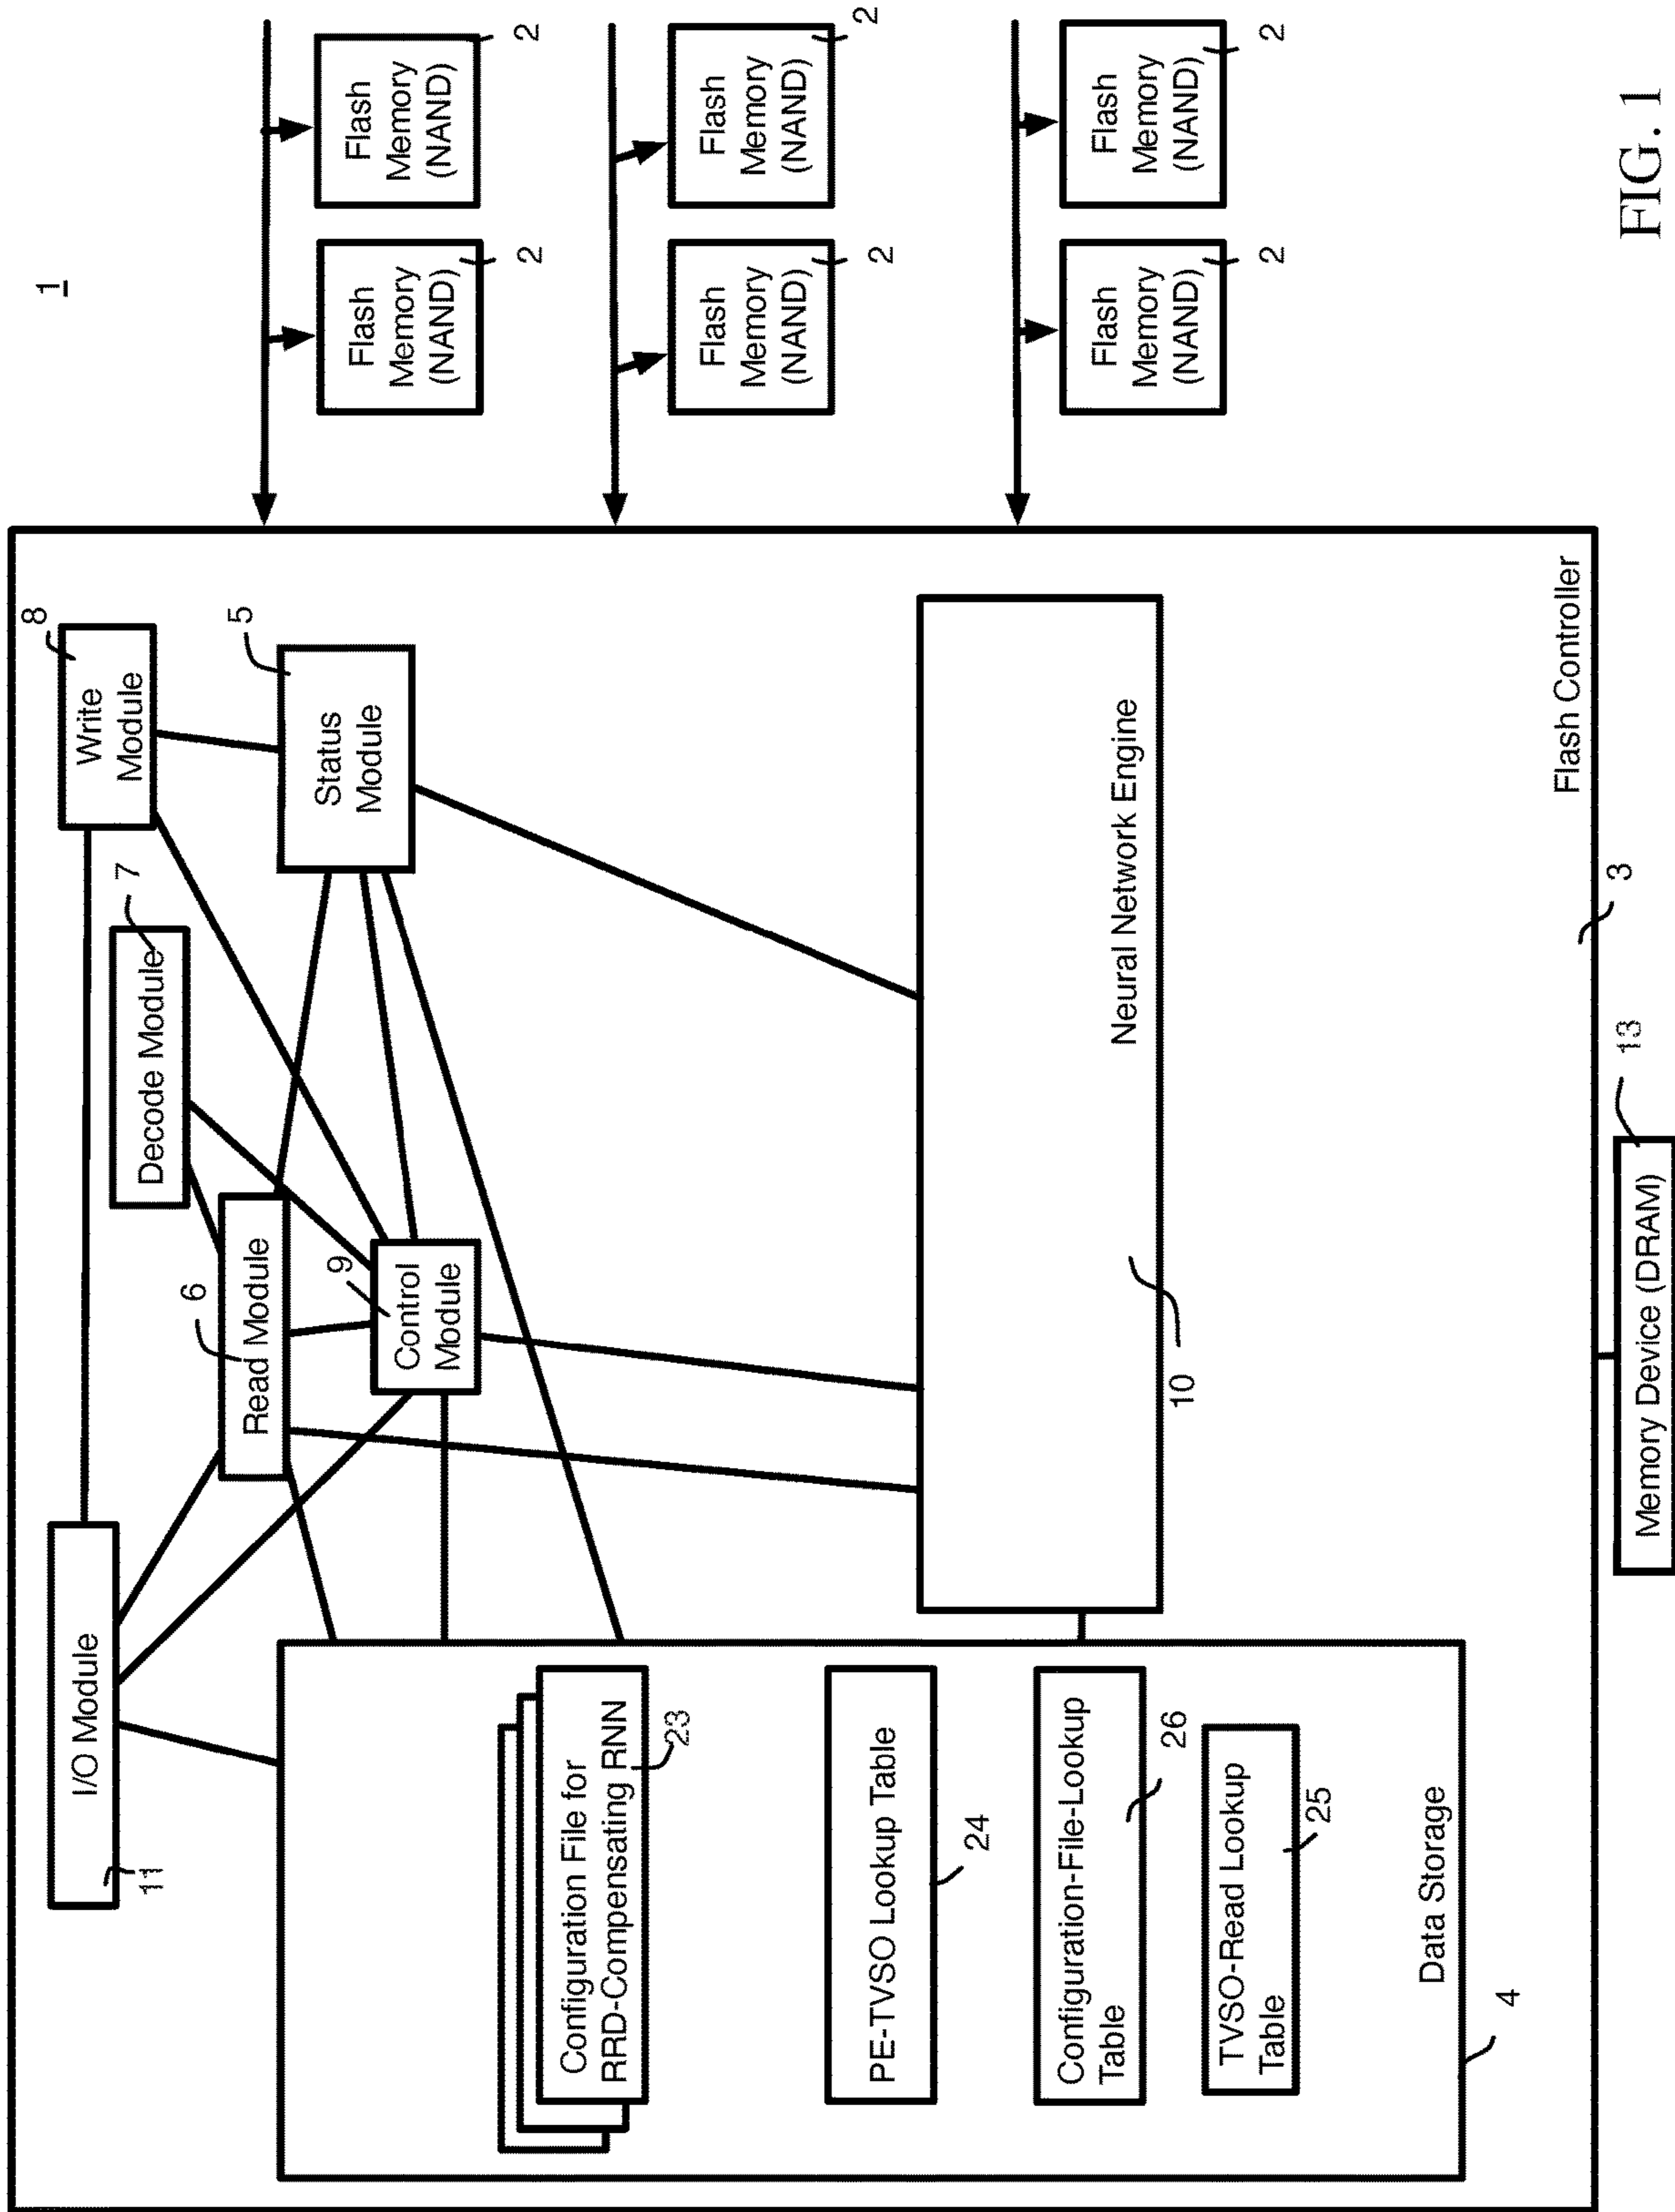 1
I/O Module
11
Write
Module
8
Decode Module
7
Read Module
6
Status
Module
5
Control
Module
9
Configuration File for
RRD-Compensating RNN
23
PE-TVSO Lookup Table
24
Configuration-File-Lookup
Table
26
TVSO-Read Lookup
Table
25
Data Storage
4
Neural Network Engine
10
Flash Controller
3
Memory Device (DRAM)
13
Flash
Memory
(NAND)
2
Flash
Memory
(NAND)
2
Flash
Memory
(NAND)
2
Flash
Memory
(NAND)
2
Flash
Memory
(NAND)
2
Flash
Memory
(NAND)
2
FIG. 1